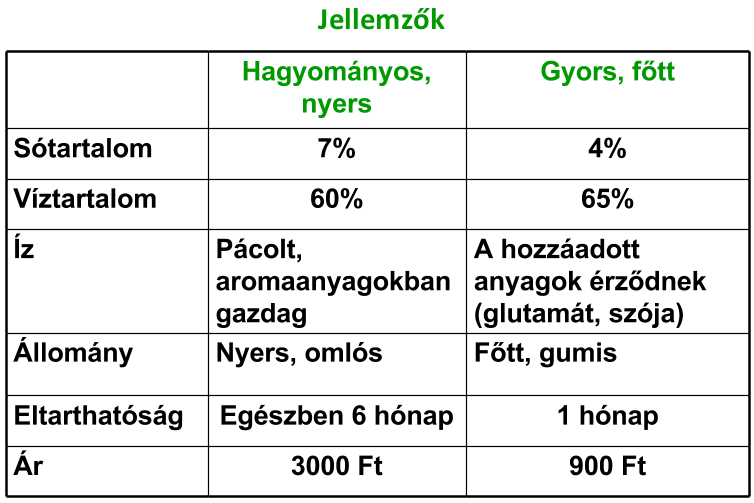 Jellemzők
Hagyományos, nyers
Gyors, főtt
Sótartalom
7%
4%
Víztartalom
60%
65%
Íz
Pácolt,
aromaanyagokban
gazdag
A hozzáadott
anyagok érződnek
(glutamát, szója)
Állomány
Nyers, omlós
Főtt, gumis
Eltarthatóság
Egészben 6 hónap
1 hónap
Ár
3000 Ft
900 Ft